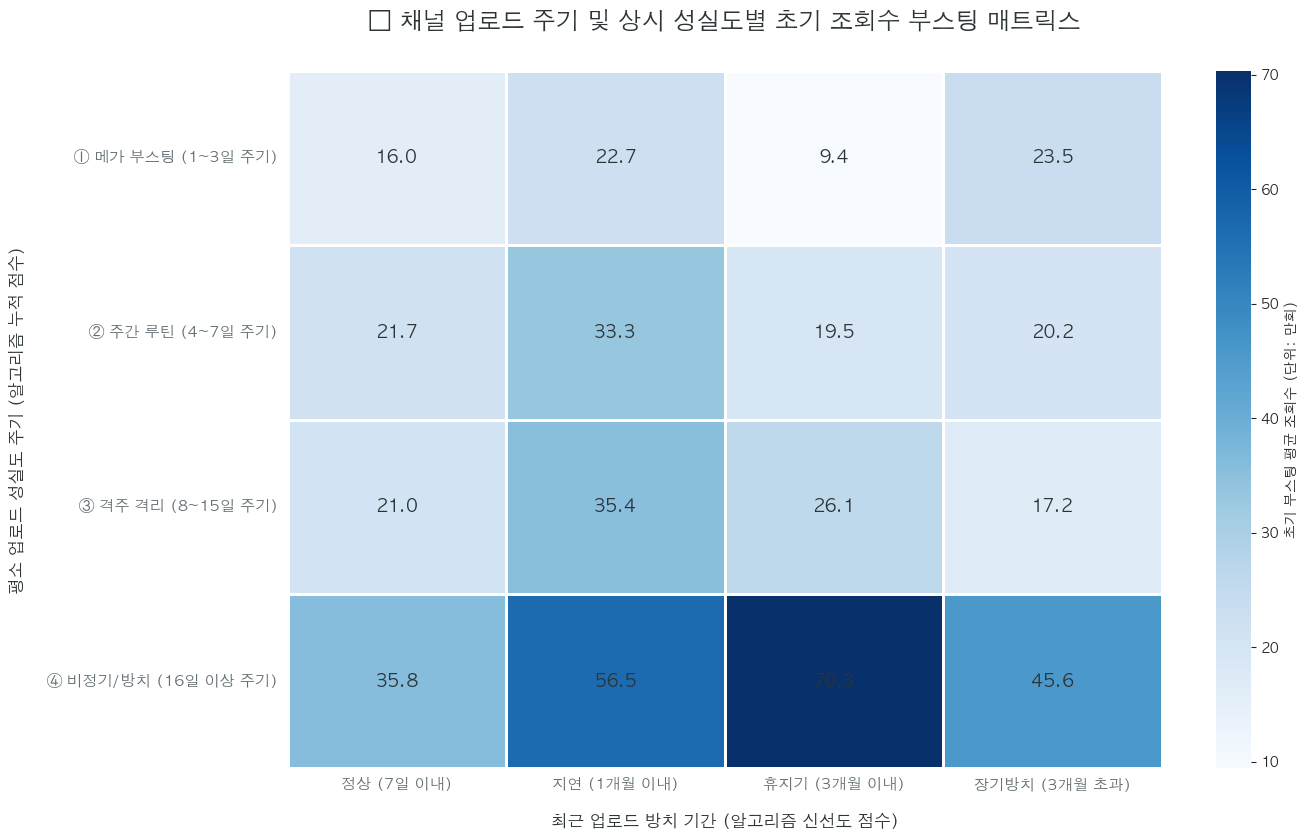 □ 채널 업로드 주기 및 상시 성실도별 초기 조회수 부스팅 매트릭스
평소 업로드 성실도 주기 (알고리즘 누적 점수)
① 메가 부스팅 (1~3일 주기)
16.0 22.7 9.4 23.5
② 주간 루틴 (4~7일 주기)
21.7 33.3 19.5 20.2
③ 격주 격리 (8~15일 주기)
21.0 35.4 26.1 17.2
④ 비정기/방치 (16일 이상 주기)
35.8 56.5 70.3 45.6
정상 (7일 이내) 지연 (1개월 이내) 휴지기 (3개월 이내) 장기방치 (3개월 초과)
최근 업로드 방치 기간 (알고리즘 신선도 점수)
70
60
50
40
30
20
10
초기 부스팅 평균 조회수 (단위: 만회)